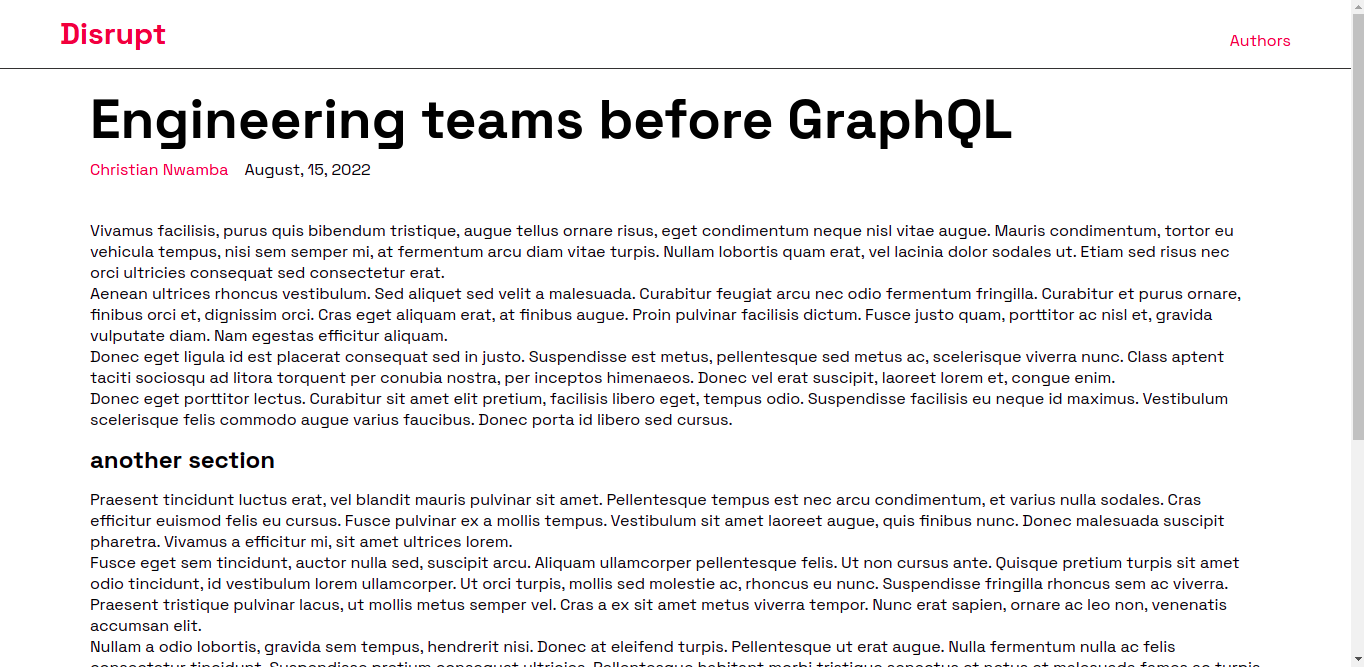 Disrupt
Authors
Engineering teams before GraphQL
Christian Nwamba August, 15, 2022
Vivamus facilisis, purus quis bibendum tristique, augue tellus ornare risus, eget condimentum neque nisl vitae augue. Mauris condimentum, tortor eu
vehicula tempus, nisi sem semper mi, at fermentum arcu diam vitae turpis. Nullam lobortis quam erat, vel lacinia dolor sodales ut. Etiam sed risus nec
orci ultricies consequat sed consectetur erat.
Aenean ultrices rhoncus vestibulum. Sed aliquet sed velit a malesuada. Curabitur feugiat arcu nec odio fermentum fringilla. Curabitur et purus ornare,
finibus orci et, dignissim orci. Cras eget aliquam erat, at finibus augue. Proin pulvinar facilisis dictum. Fusce justo quam, porttitor ac nisl et, gravida
vulputate diam. Nam egestas efficitur aliquam.
Donec eget ligula id est placerat consequat sed in justo. Suspendisse est metus, pellentesque sed metus ac, scelerisque viverra nunc. Class aptent
taciti sociosqu ad litora torquent per conubia nostra, per inceptos himenaeos. Donec vel erat suscipit, laoreet lorem et, congue enim.
Donec eget porttitor lectus. Curabitur sit amet elit pretium, facilisis libero eget, tempus odio. Suspendisse facilisis eu neque id maximus. Vestibulum
scelerisque felis commodo augue varius faucibus. Donec porta id libero sed cursus.
another section
Praesent tincidunt luctus erat, vel blandit mauris pulvinar sit amet. Pellentesque tempus est nec arcu condimentum, et varius nulla sodales. Cras
efficitur euismod felis eu cursus. Fusce pulvinar ex a mollis tempus. Vestibulum sit amet laoreet augue, quis finibus nunc. Donec malesuada suscipit
pharetra. Vivamus a efficitur mi, sit amet ultrices lorem.
Fusce eget sem tincidunt, auctor nulla sed, suscipit arcu. Aliquam ullamcorper pellentesque felis. Ut non cursus ante. Quisque pretium turpis sit amet
odio tincidunt, id vestibulum lorem ullamcorper. Ut orci turpis, mollis sed molestie ac, rhoncus eu nunc. Suspendisse fringilla rhoncus sem ac viverra.
Praesent tristique pulvinar lacus, ut mollis metus semper vel. Cras a ex sit amet metus viverra tempor. Nunc erat sapien, ornare ac leo non, venenatis
accumsan elit.
Nullam a odio lobortis, gravida sem tempus, hendrerit nisi. Donec at eleifend turpis. Pellentesque ut erat augue. Nulla fermentum nulla ac felis